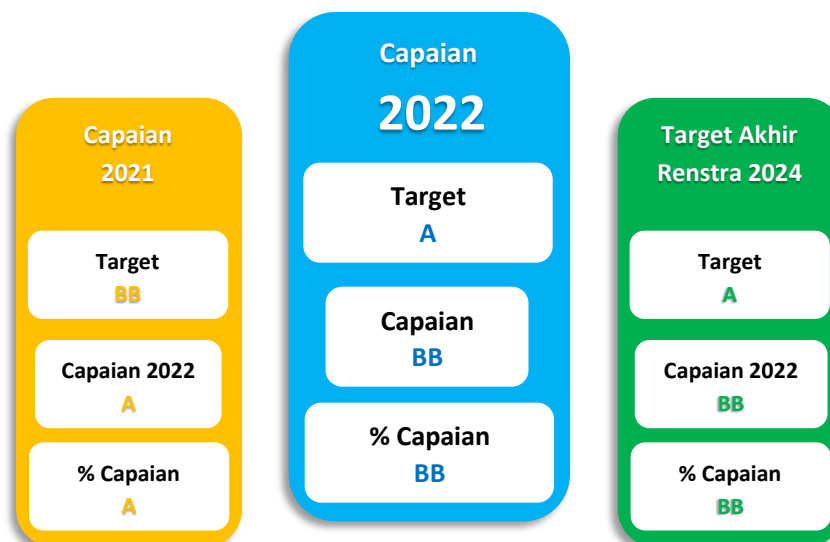 Capaian
2021
Target
BB
Capaian 2022
A
% Capaian
A
Capaian
2022
Target
A
Capaian
BB
% Capaian
BB
Target Akhir
Renstra 2024
Target
A
Capaian 2022
BB
% Capaian
BB